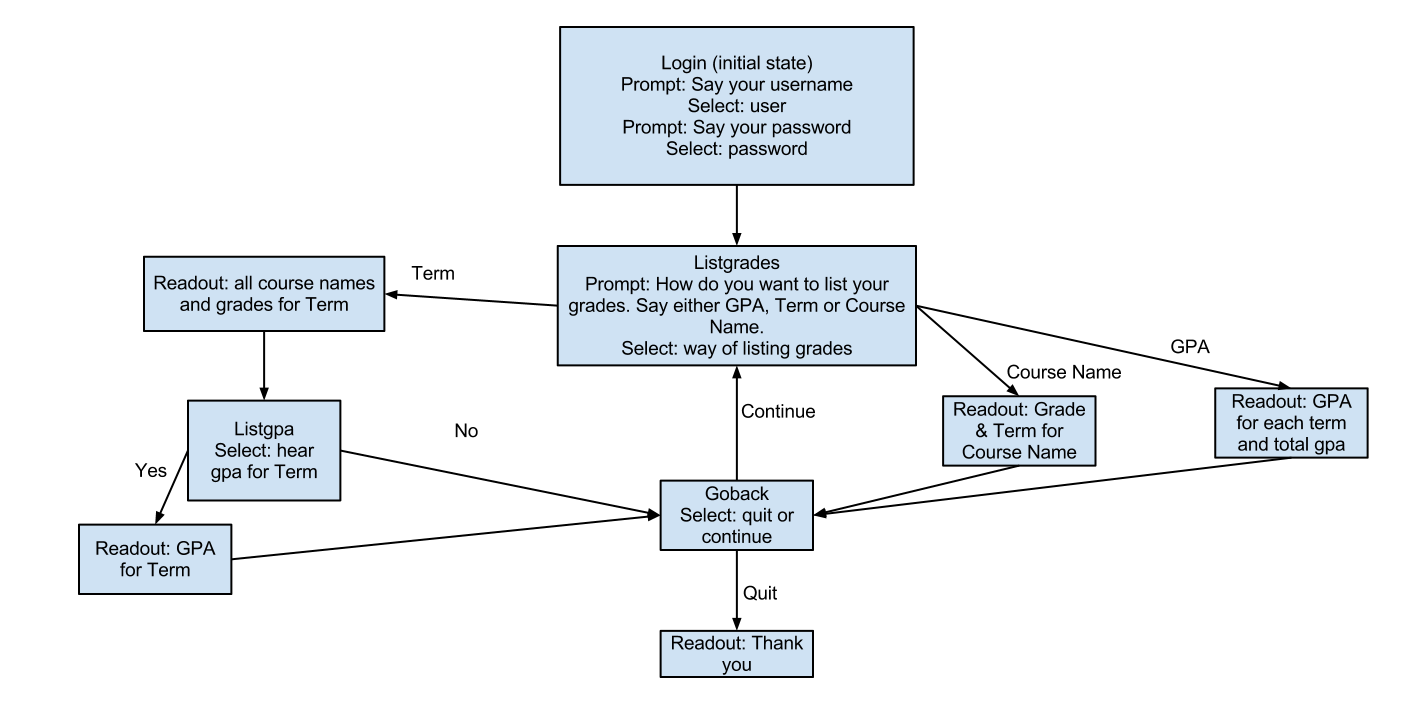 Login (initial state)
Prompt: Say your username
Select: user
Prompt: Say your password
Select: password
Listgrades
Prompt: How do you want to list your
grades. Say either GPA, Term or Course
Name.
Select: way of listing grades
Term
Readout: all course names
and grades for Term
GPA
Course Name
Readout: Grade
& Term for
Course Name
Readout: GPA
for each term
and total gpa
Continue
Listgpa
Select: hear
gpa for Term
No
Yes
Readout: GPA
for Term
Goback
Select: quit or
continue
Quit
Readout: Thank
you